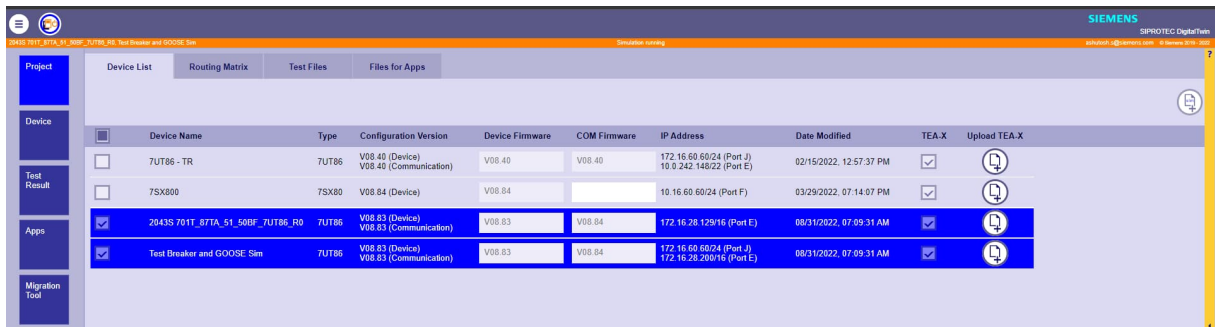 SIEMENS
SIPROTEC DigitalTwin
2043S 701T_87TA_51_50BF_7UT86_R0, Test Breaker and GOOSE Sim
Simulation running
ashutosh.s@siemens.com © Siemens 2018 - 2022
?
Project
Device List
Routing Matrix
Test Files
Files for Apps
Device
Device Name
Type
Configuration Version
Device Firmware
COM Firmware
IP Address
Date Modified
TEA-X
Upload TEA-X
7UT86 - TR
7UT86
V08.40 (Device)
V08.40 (Communication)
V08.40
V08.40
172.16.60.60/24 (Port J)
10.0.242.148/22 (Port E)
02/15/2022, 12:57:37 PM
Test
Result
7SX800
7SX80
V08.84 (Device)
V08.84
10.16.60.60/24 (Port F)
03/29/2022, 07:14:07 PM
Apps
2043S 701T_87TA_51_50BF_7UT86_R0
7UT86
V08.83 (Device)
V08.83 (Communication)
V08.83
V08.84
172.16.28.129/16 (Port E)
08/31/2022, 07:09:31 AM
Test Breaker and GOOSE Sim
7UT86
V08.83 (Device)
V08.83 (Communication)
V08.83
V08.84
172.16.60.60/24 (Port J)
172.16.28.200/16 (Port E)
08/31/2022, 07:09:31 AM
Migration
Tool